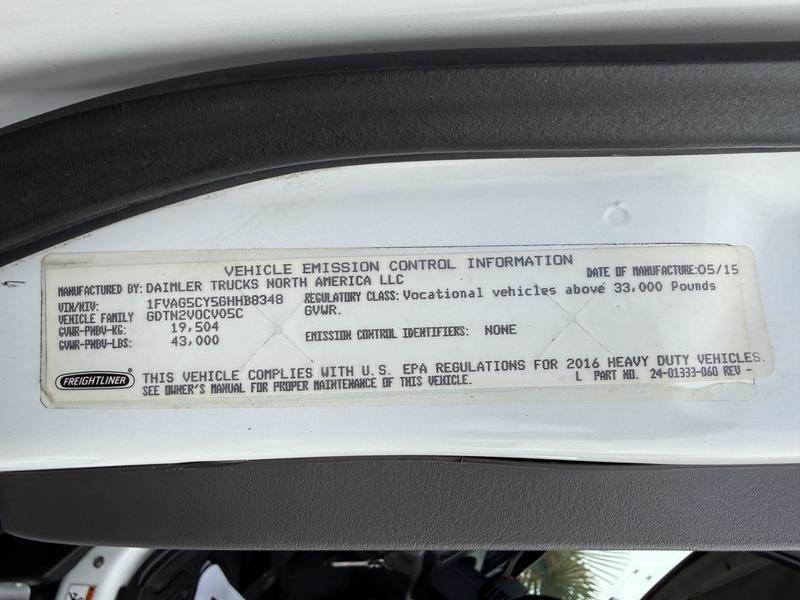 VEHICLE EMISSION CONTROL INFORMATION
MANUFACTURED BY: DAIMLER TRUCKS NORTH AMERICA LLC DATE OF MANUFACTURE: 05/15
VIN/NIV: 1FVAG5CY5GHHB8348 REGULATORY CLASS: Vocational vehicles above 33,000 Pounds
VEHICLE FAMILY GDTN2VOCV05C GVWR.
GVWR-PNBV-KG: 19,504
GVWR-PNBV-LBS: 43,000 EMISSION CONTROL IDENTIFIERS: NONE
FREIGHTLINER
THIS VEHICLE COMPLIES WITH U.S. EPA REGULATIONS FOR 2016 HEAVY DUTY VEHICLES.
SEE OWNER'S MANUAL FOR PROPER MAINTENANCE OF THIS VEHICLE. L PART NO. 24-01333-060 REV -